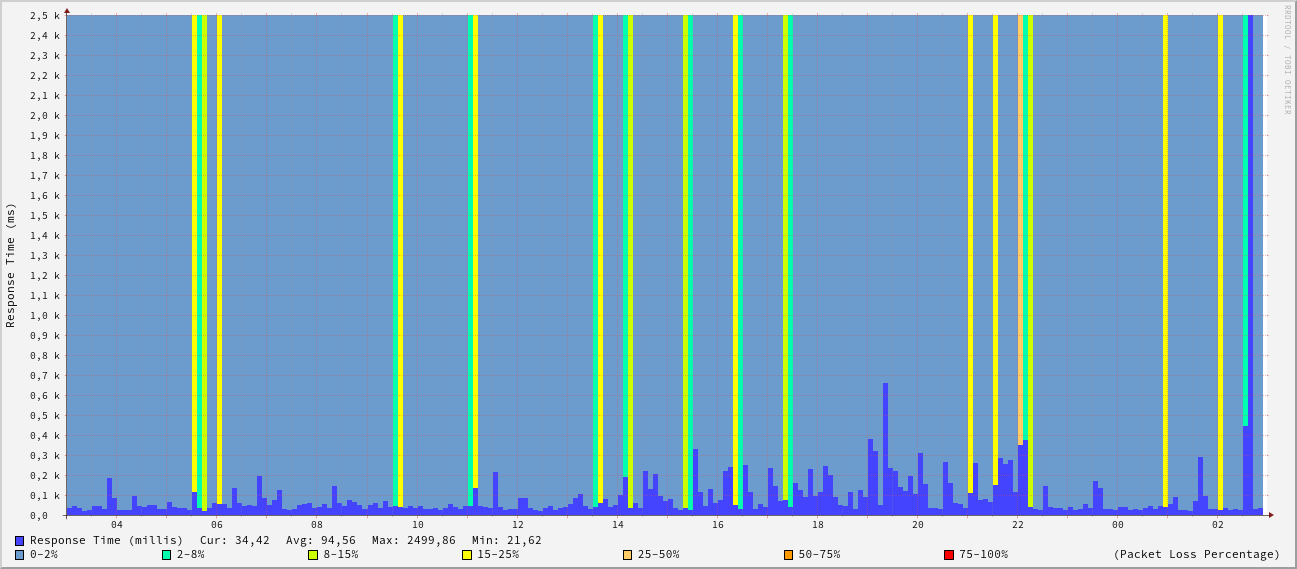 RRDTOOL / TOBI OETIKER
Response Time (ms)
2,5 k
2,4 k
2,3 k
2,2 k
2,1 k
2,0 k
1,9 k
1,8 k
1,7 k
1,6 k
1,5 k
1,4 k
1,3 k
1,2 k
1,1 k
1,0 k
0,9 k
0,8 k
0,7 k
0,6 k
0,5 k
0,4 k
0,3 k
0,2 k
0,1 k
0,0
04 06 08 10 12 14 16 18 20 22 00 02
Response Time (millis) Cur: 34,42 Avg: 94,56 Max: 2499,86 Min: 21,62
0-2% 2-8% 8-15% 15-25% 25-50% 50-75% 75-100% (Packet Loss Percentage)